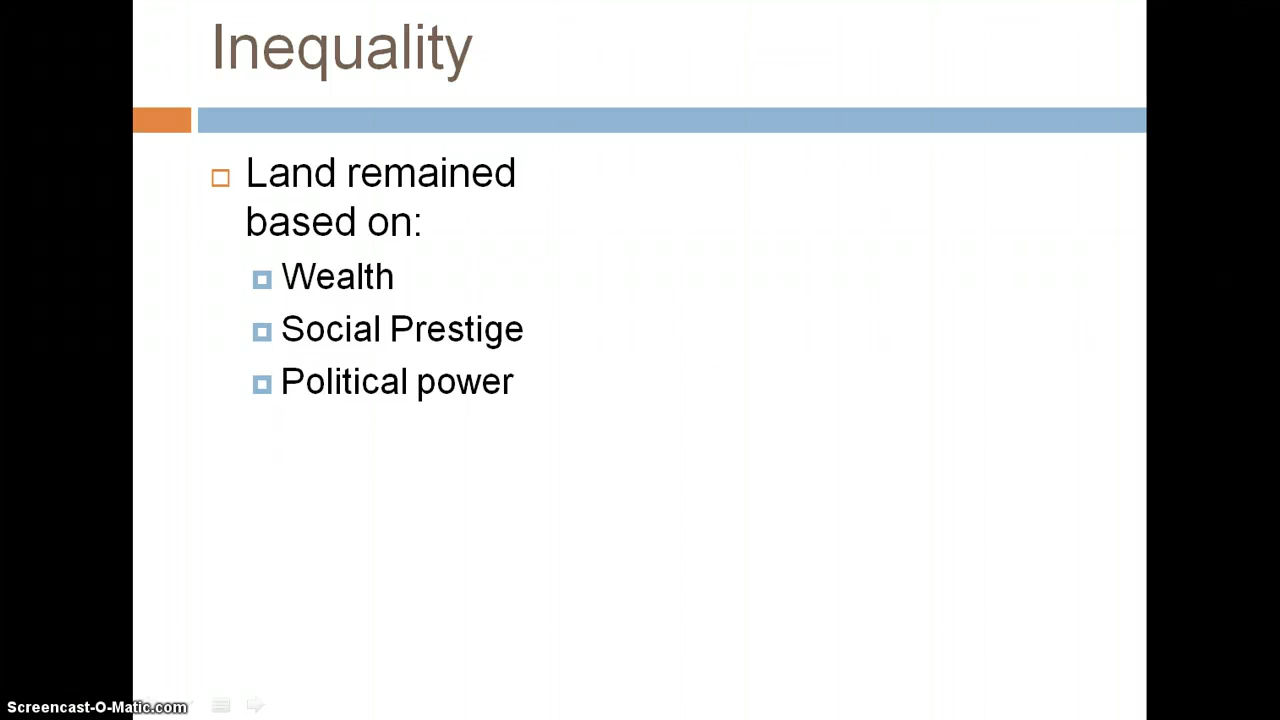 Inequality
Land remained
based on:
Wealth
Social Prestige
Political power
Screencast-O-Matic.com